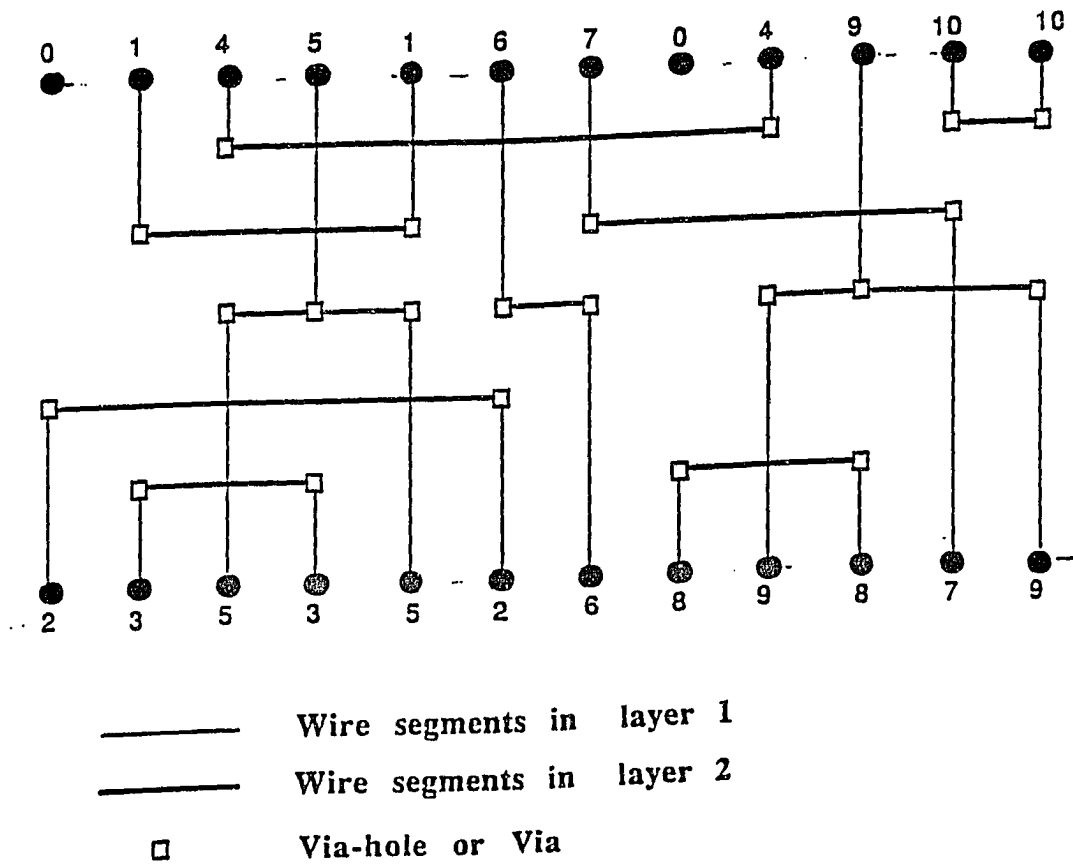 0 1 4 5 1 6 7 0 4 9 10 10
2 3 5 3 5 2 6 8 9 8 7 9
Wire segments in layer 1
Wire segments in layer 2
Via-hole or Via